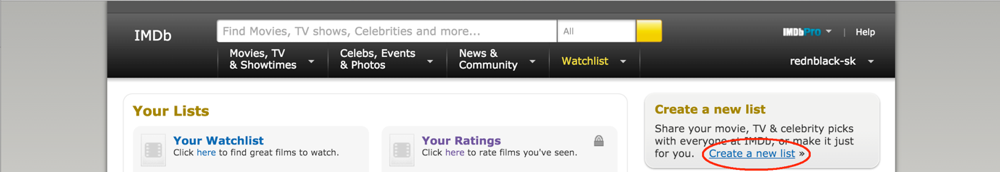 IMDb
Find Movies, TV shows, Celebrities and more...
All
IMDbPro
|
Help
Movies, TV
& Showtimes
Celebs, Events
& Photos
News &
Community
Watchlist
rednblack-sk
Your Lists
Your Watchlist
Click here to find great films to watch.
Your Ratings
Click here to rate films you've seen.
Create a new list
Share your movie, TV & celebrity picks
with everyone at IMDb, or make it just
for you. Create a new list »